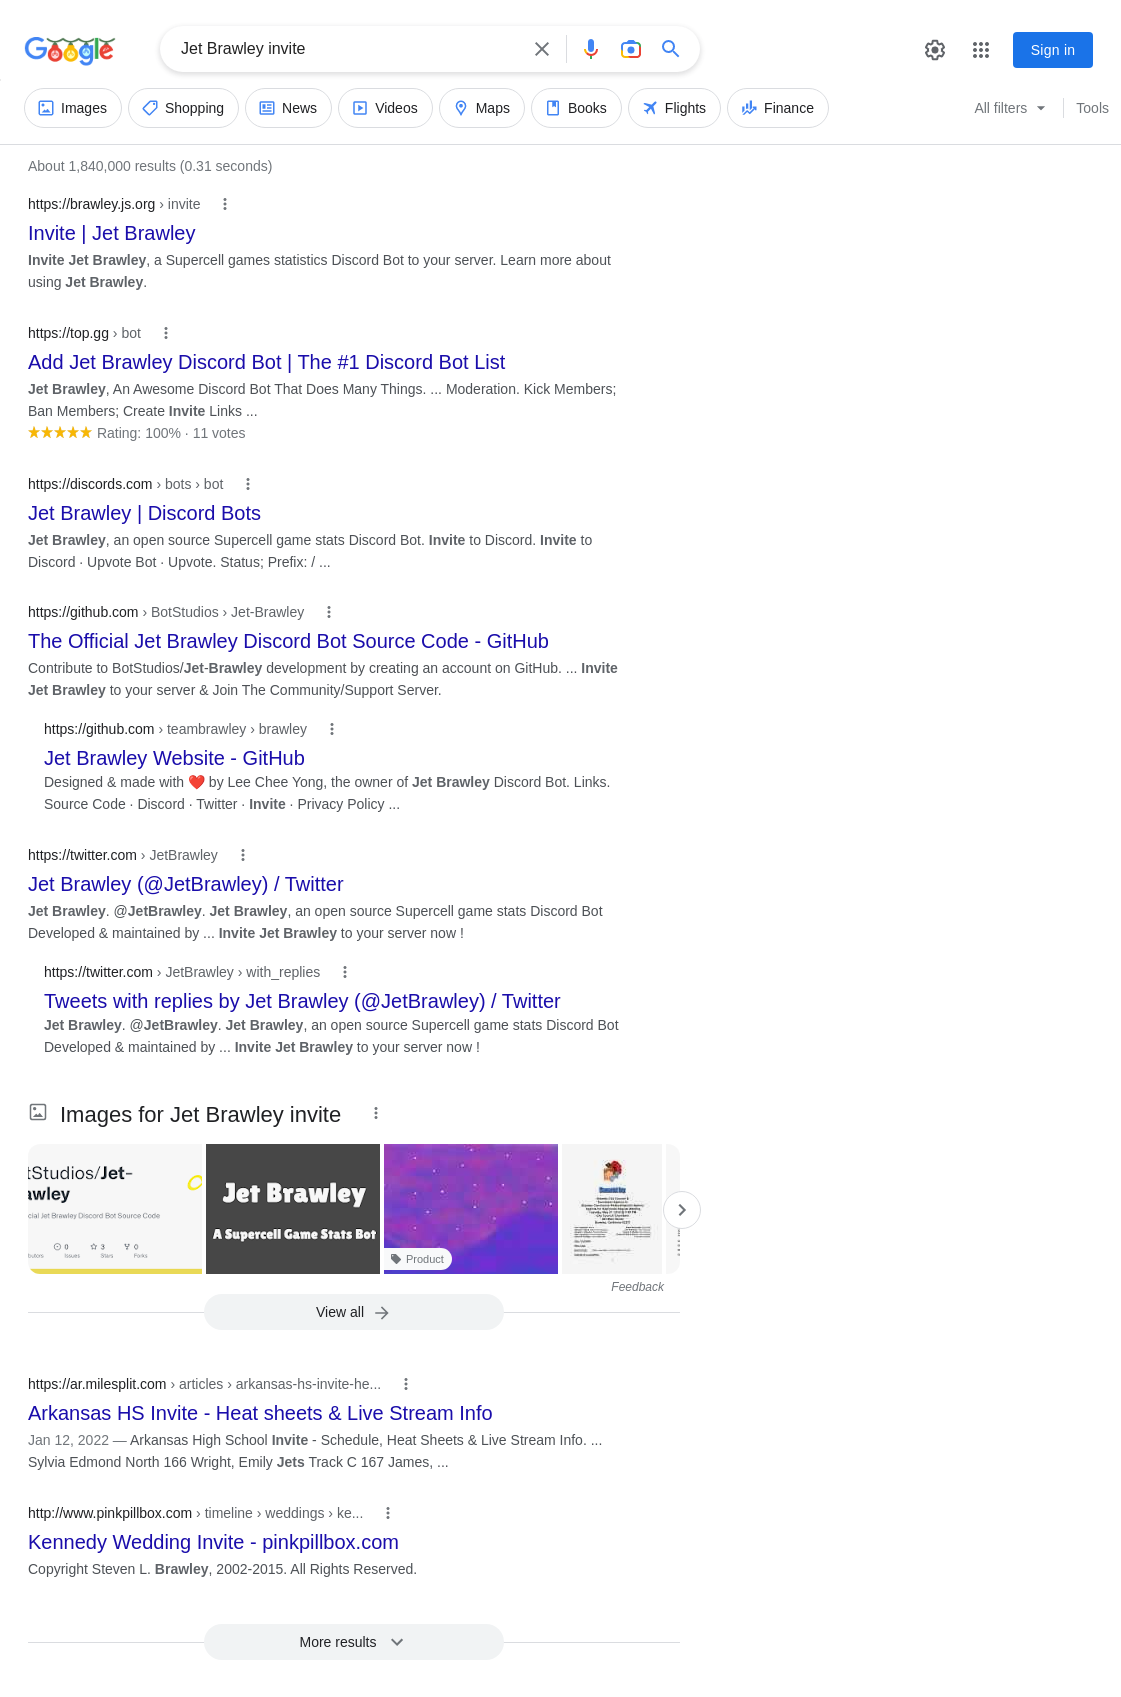 Google
Jet Brawley invite
Sign in
Images
Shopping
News
Videos
Maps
Books
Flights
Finance
All filters
Tools
About 1,840,000 results (0.31 seconds)
https://brawley.js.org › invite
Invite | Jet Brawley
Invite Jet Brawley, a Supercell games statistics Discord Bot to your server. Learn more about
using Jet Brawley.
https://top.gg › bot
Add Jet Brawley Discord Bot | The #1 Discord Bot List
Jet Brawley, An Awesome Discord Bot That Does Many Things. ... Moderation. Kick Members;
Ban Members; Create Invite Links ...
Rating: 100% · 11 votes
https://discords.com › bots › bot
Jet Brawley | Discord Bots
Jet Brawley, an open source Supercell game stats Discord Bot. Invite to Discord. Invite to
Discord · Upvote Bot · Upvote. Status; Prefix: / ...
https://github.com › BotStudios › Jet-Brawley
The Official Jet Brawley Discord Bot Source Code - GitHub
Contribute to BotStudios/Jet-Brawley development by creating an account on GitHub. ... Invite
Jet Brawley to your server & Join The Community/Support Server.
https://github.com › teambrawley › brawley
Jet Brawley Website - GitHub
Designed & made with ❤️ by Lee Chee Yong, the owner of Jet Brawley Discord Bot. Links.
Source Code · Discord · Twitter · Invite · Privacy Policy ...
https://twitter.com › JetBrawley
Jet Brawley (@JetBrawley) / Twitter
Jet Brawley. @JetBrawley. Jet Brawley, an open source Supercell game stats Discord Bot
Developed & maintained by ... Invite Jet Brawley to your server now !
https://twitter.com › JetBrawley › with_replies
Tweets with replies by Jet Brawley (@JetBrawley) / Twitter
Jet Brawley. @JetBrawley. Jet Brawley, an open source Supercell game stats Discord Bot
Developed & maintained by ... Invite Jet Brawley to your server now !
Images for Jet Brawley invite
tStudios/Jet-
awley
cial Jet Brawley Discord Bot Source Code
0
3
0
butors
Issues
Stars
Forks
Jet Brawley
A Supercell Game Stats Bot
Product
Feedback
View all
https://ar.milesplit.com › articles › arkansas-hs-invite-he...
Arkansas HS Invite - Heat sheets & Live Stream Info
Jan 12, 2022 — Arkansas High School Invite - Schedule, Heat Sheets & Live Stream Info. ...
Sylvia Edmond North 166 Wright, Emily Jets Track C 167 James, ...
http://www.pinkpillbox.com › timeline › weddings › ke...
Kennedy Wedding Invite - pinkpillbox.com
Copyright Steven L. Brawley, 2002-2015. All Rights Reserved.
More results